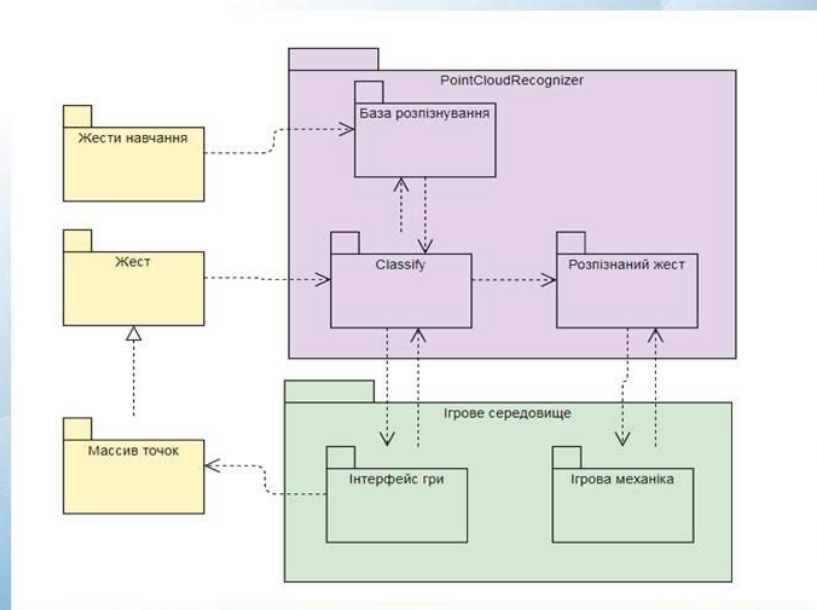 PointCloudRecognizer
База розпізнування
Жести навчання
Жест
Classify
Розпізнаний жест
Ігрове середовище
Массив точок
Інтерфейс гри
Ігрова механіка